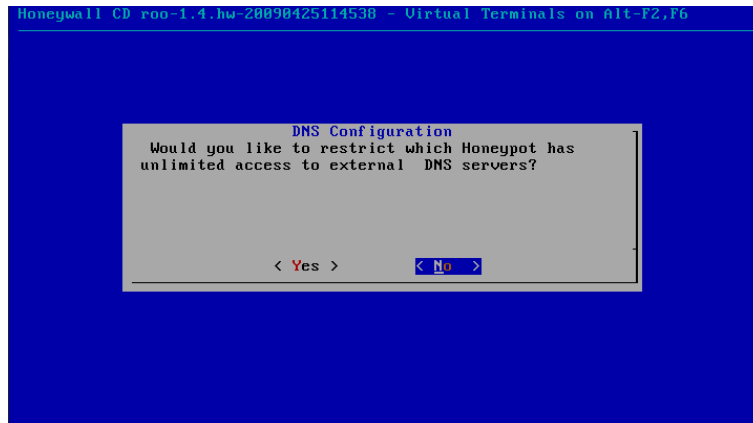 Honeywall CD roo-1.4.hw-20090425114538 - Virtual Terminals on Alt-F2,F6
DNS Configuration
Would you like to restrict which Honeypot has
unlimited access to external  DNS servers?
< Yes > < No >